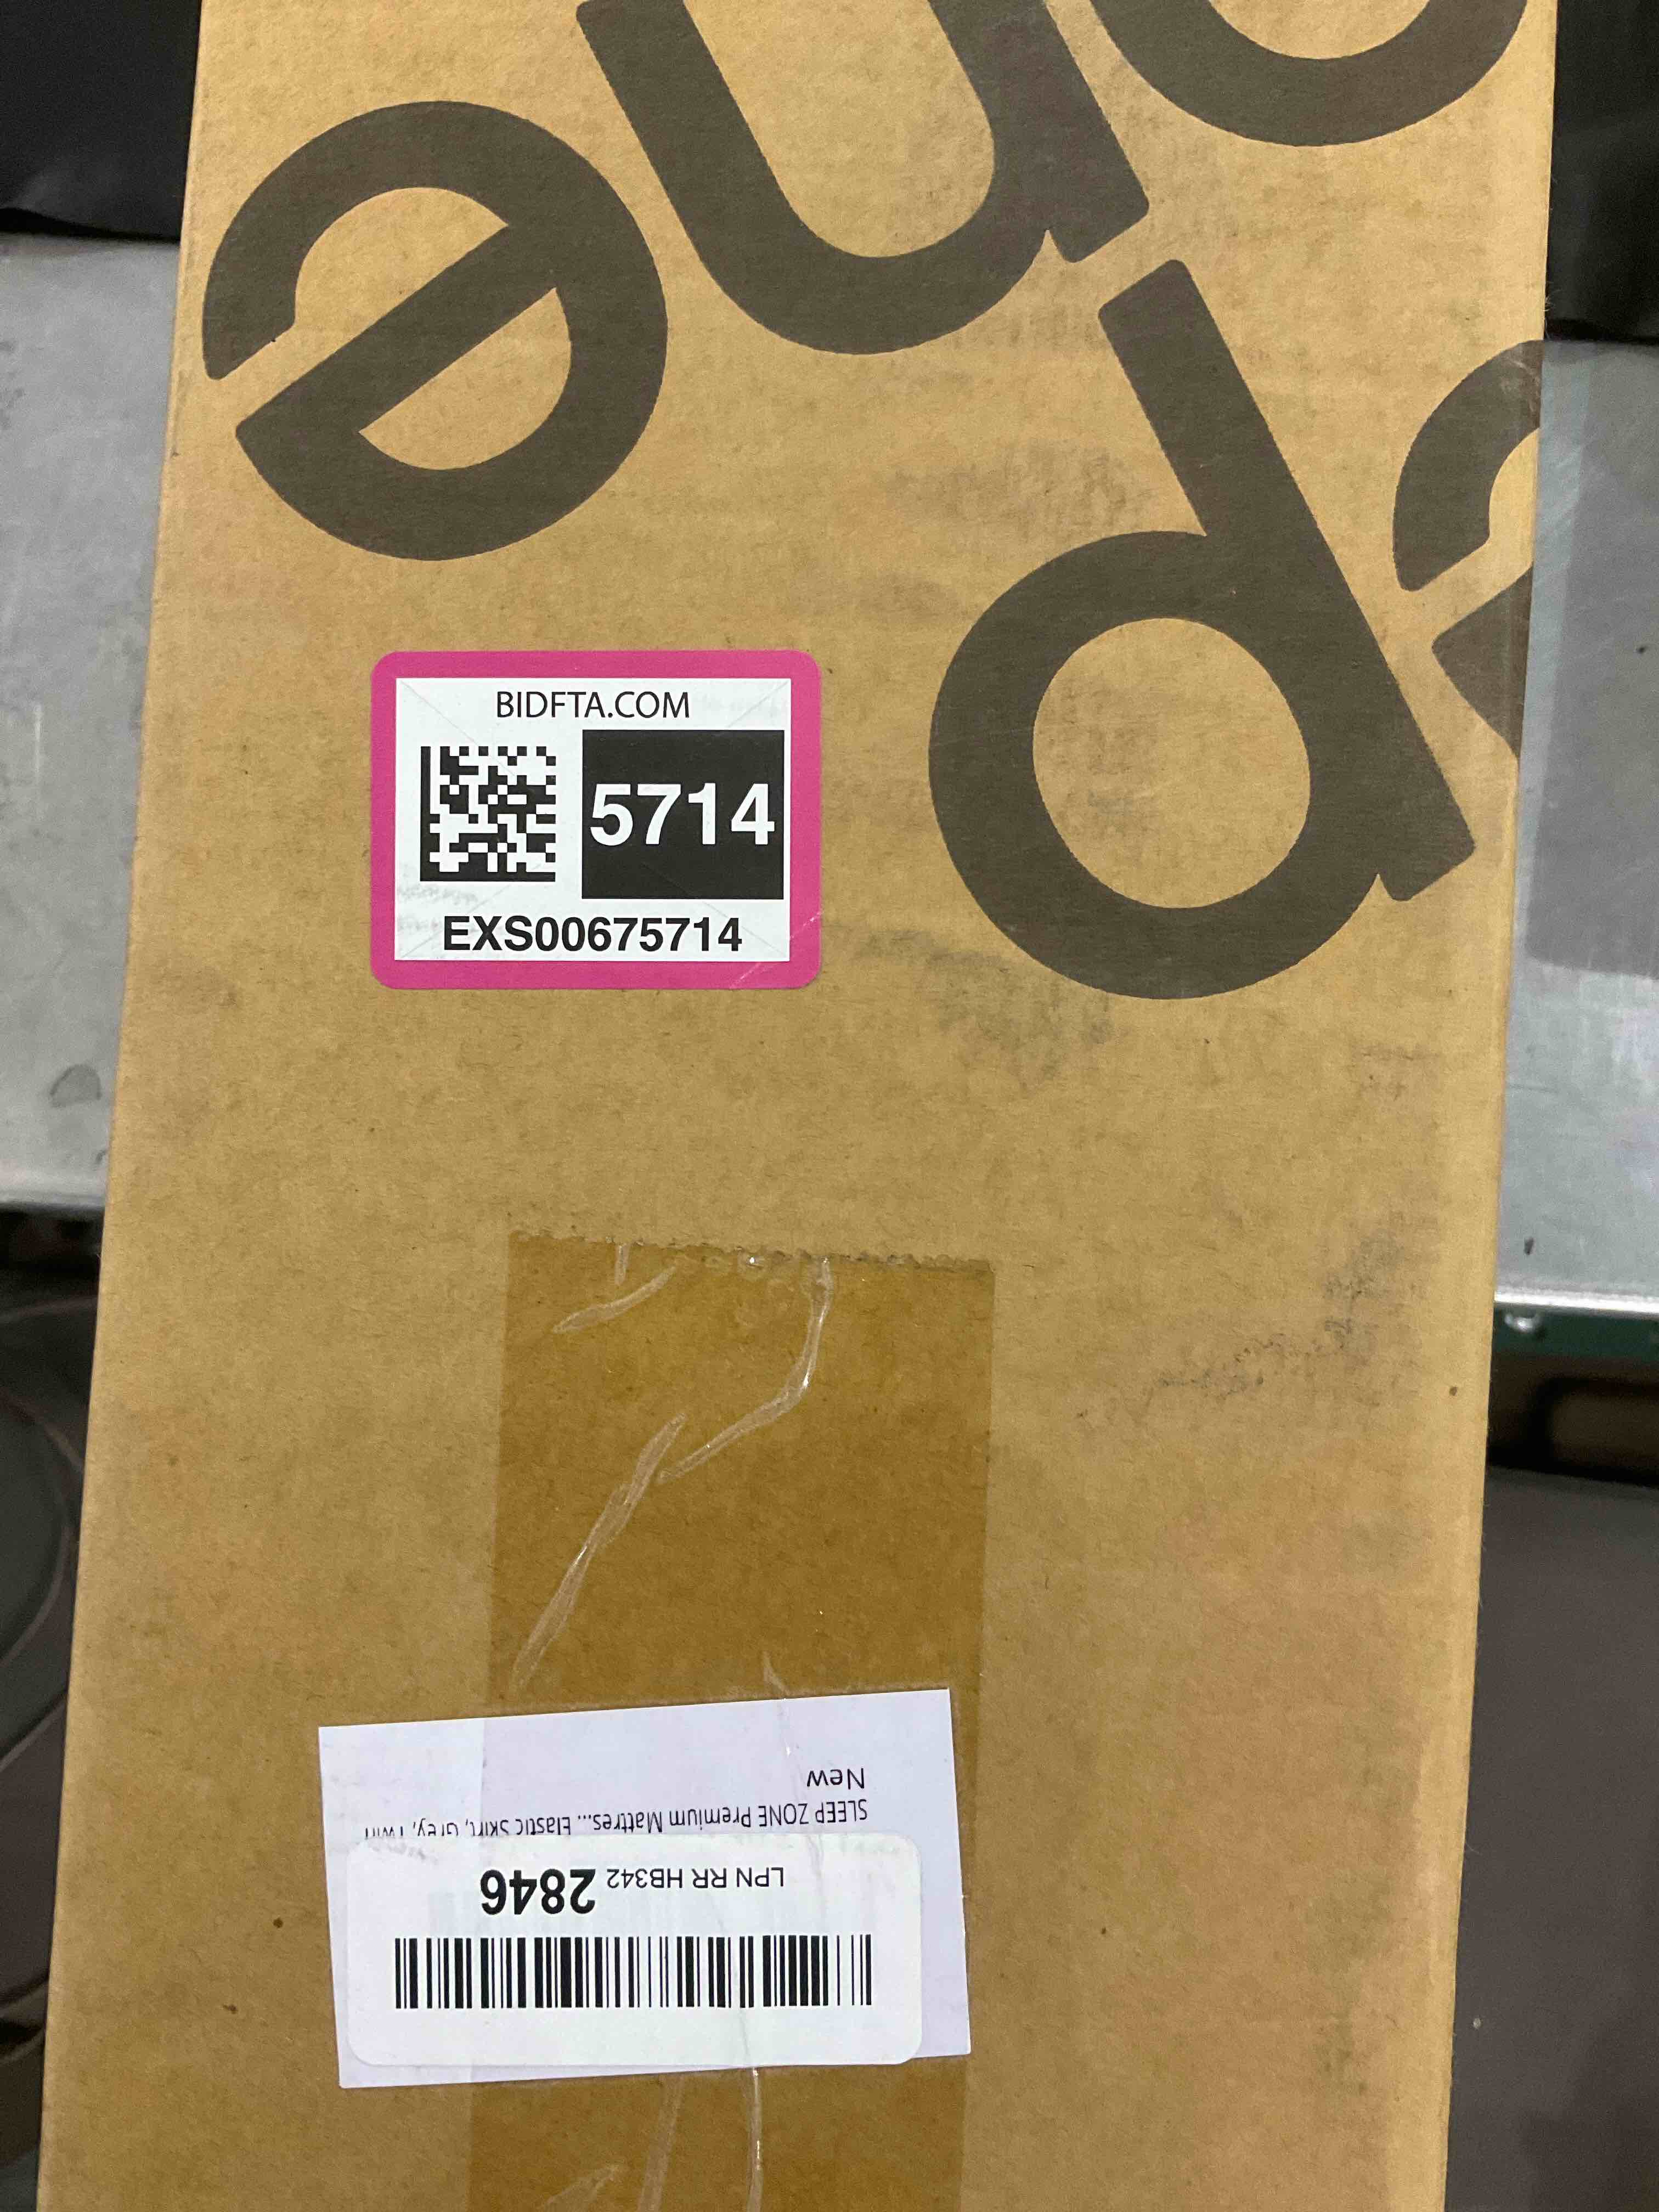 BIDFTA.COM
5714
EXS00675714
LPN RR HB342 2846
SLEEP ZONE Premium Mattres... Elastic Skirt, Grey, Twin
New